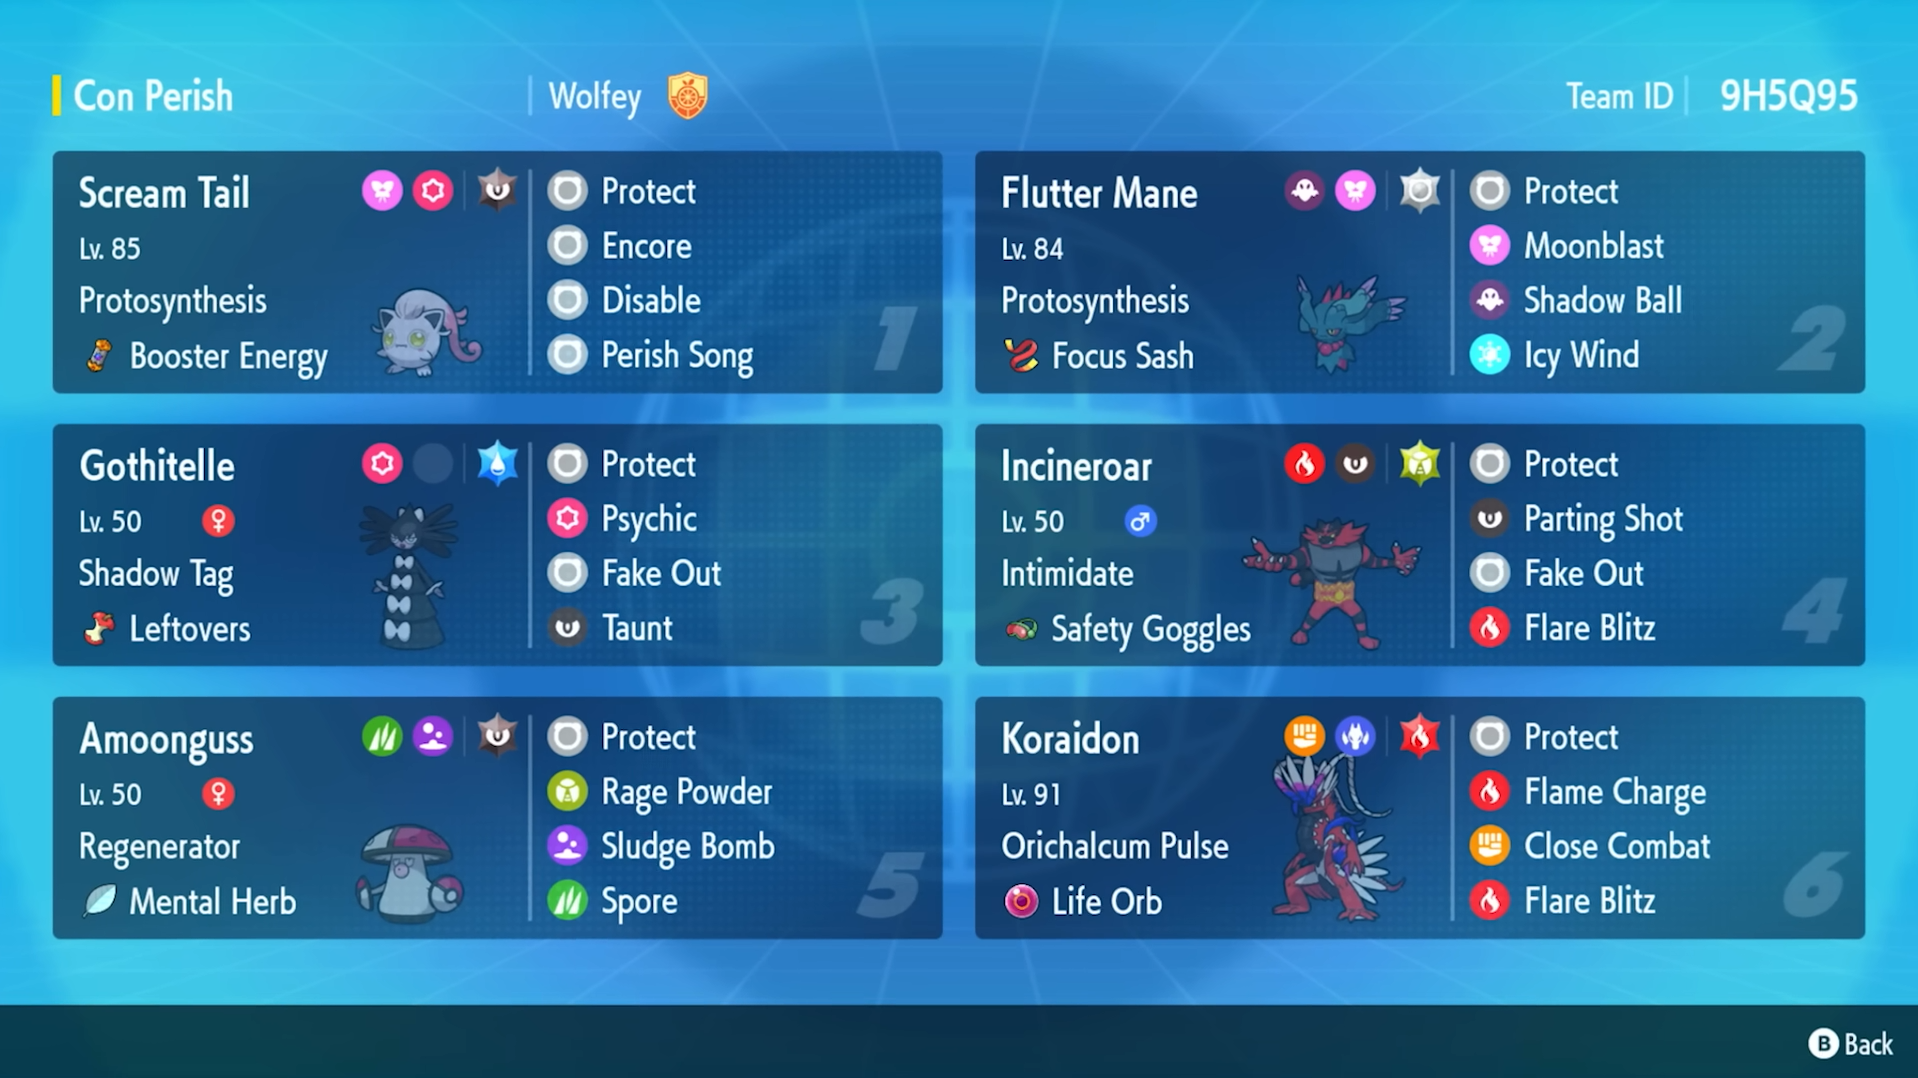 Con Perish
Wolfey
Team ID 9H5Q95
Scream Tail
Lv. 85
Protosynthesis
Booster Energy
Protect
Encore
Disable
Perish Song
1
Flutter Mane
Lv. 84
Protosynthesis
Focus Sash
Protect
Moonblast
Shadow Ball
Icy Wind
2
Gothitelle
Lv. 50 ♀
Shadow Tag
Leftovers
Protect
Psychic
Fake Out
Taunt
3
Incineroar
Lv. 50 ♂
Intimidate
Safety Goggles
Protect
Parting Shot
Fake Out
Flare Blitz
4
Amoonguss
Lv. 50 ♀
Regenerator
Mental Herb
Protect
Rage Powder
Sludge Bomb
Spore
5
Koraidon
Lv. 91
Orichalcum Pulse
Life Orb
Protect
Flame Charge
Close Combat
Flare Blitz
6
B Back